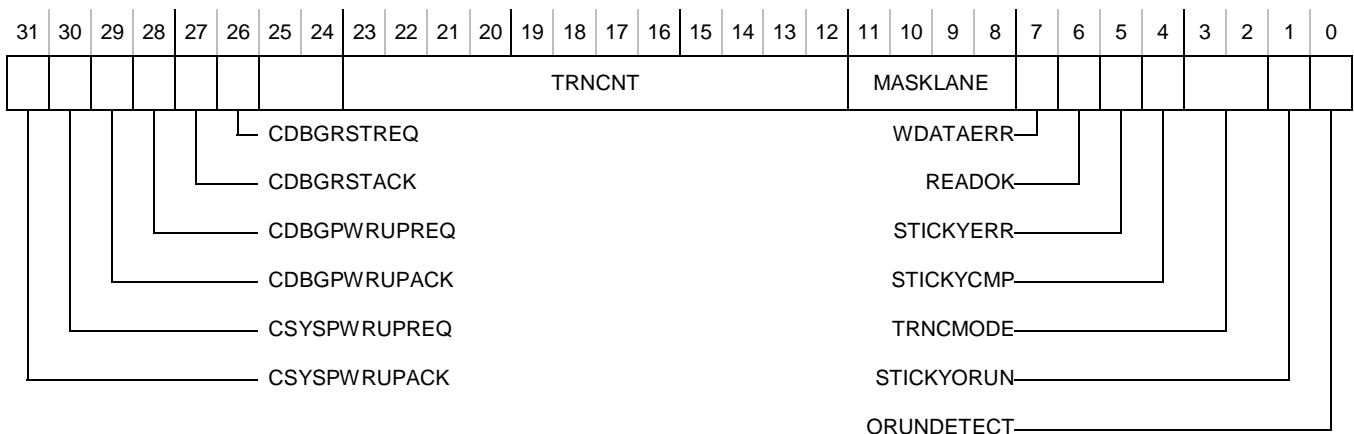 31 30 29 28 27 26 25 24 23 22 21 20 19 18 17 16 15 14 13 12 11 10 9 8 7 6 5 4 3 2 1 0
TRNCNT MASKLANE
CDBGRSTREQ WDATAERR
CDBGRSTACK READOK
CDBGPWRUPREQ STICKYERR
CDBGPWRUPACK STICKYCMP
CSYSPWRUPREQ TRNCMODE
CSYSPWRUPACK STICKYORUN
ORUNDETECT